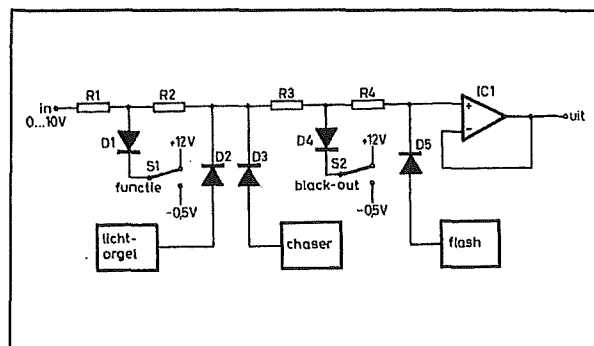 R1 R2 R3 R4 IC1
in
0...10V
+ − uit
D1 S1 +12V D2 D3 D4 S2 +12V D5
functie black-out
-0,5V -0,5V
licht-
orgel
chaser
flash